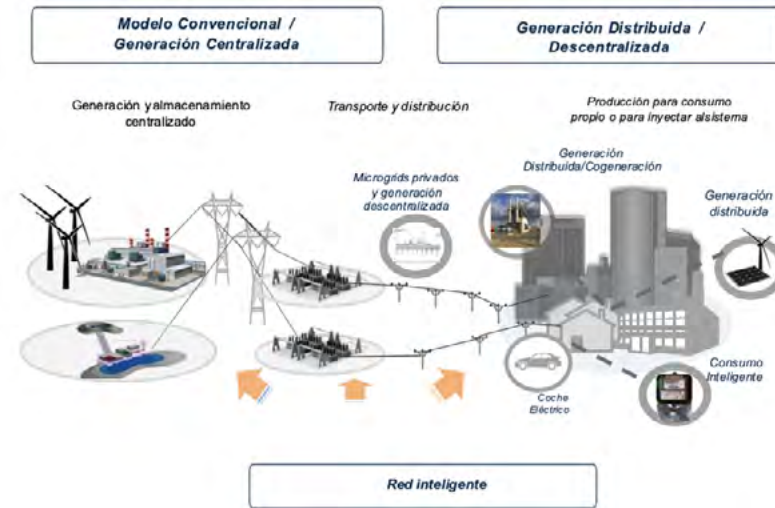 Modelo Convencional /
Generación Centralizada
Generación Distribuida /
Descentralizada
Generación yalmacenamiento
centralizado
Transporte y distribución
Producción para consumo
propio o para inyectar alsistema
Microgrids privados
y generación
descentralizada
Generación
Distribuida/Cogeneración
Generación
distribuida
Coche
Eléctrico
Consumo
Inteligente
Red inteligente